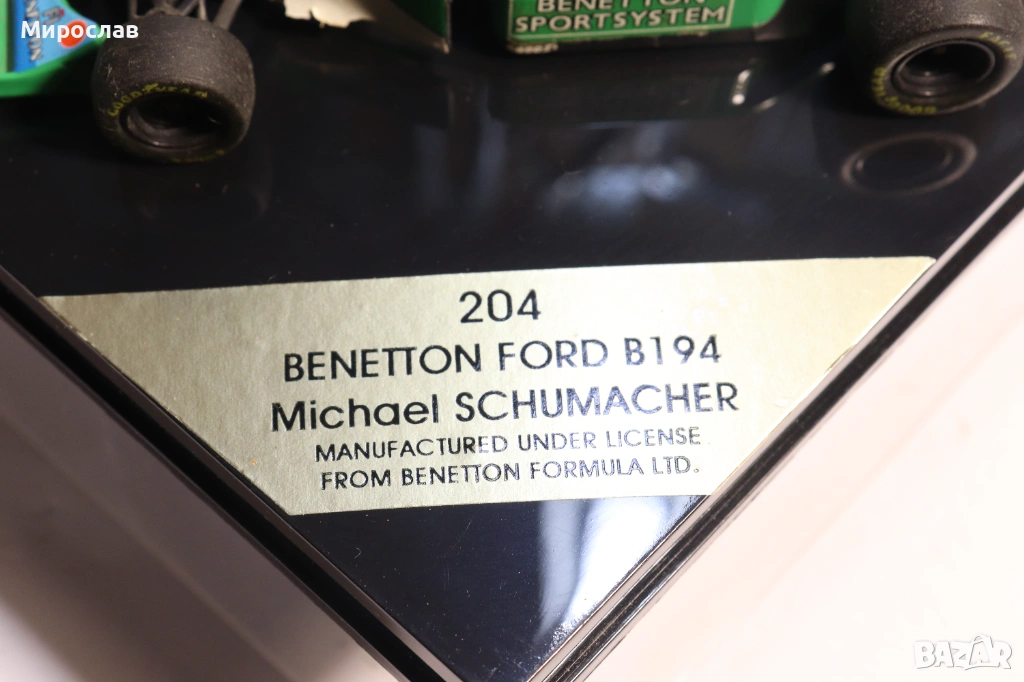 Мирослав
BENETTON
SPORTSYSTEM
204
BENETTON FORD B194
Michael SCHUMACHER
MANUFACTURED UNDER LICENSE
FROM BENETTON FORMULA LTD.
BAZAR